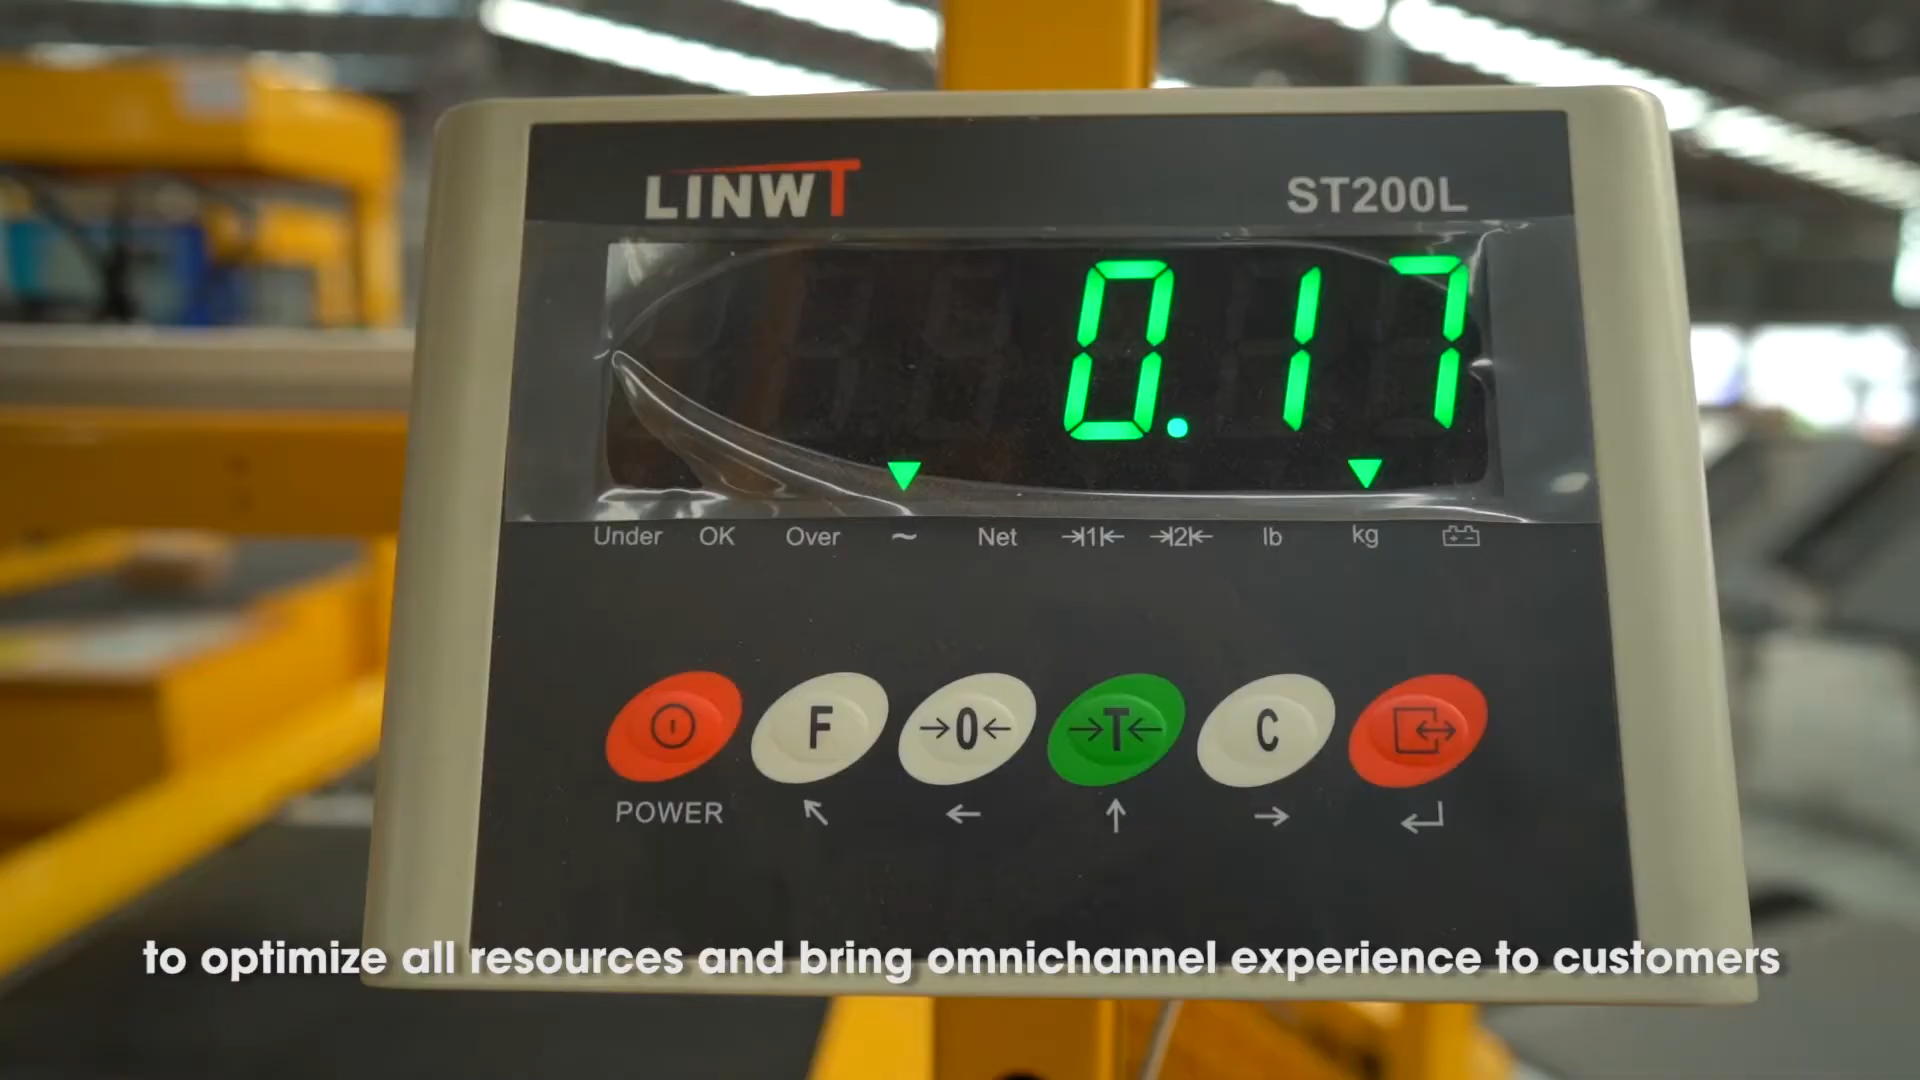 LINWT
ST200L
0.17
Under OK Over ~ Net →|1|← →|2|← lb kg
F →0← →T← C
POWER
to optimize all resources and bring omnichannel experience to customers